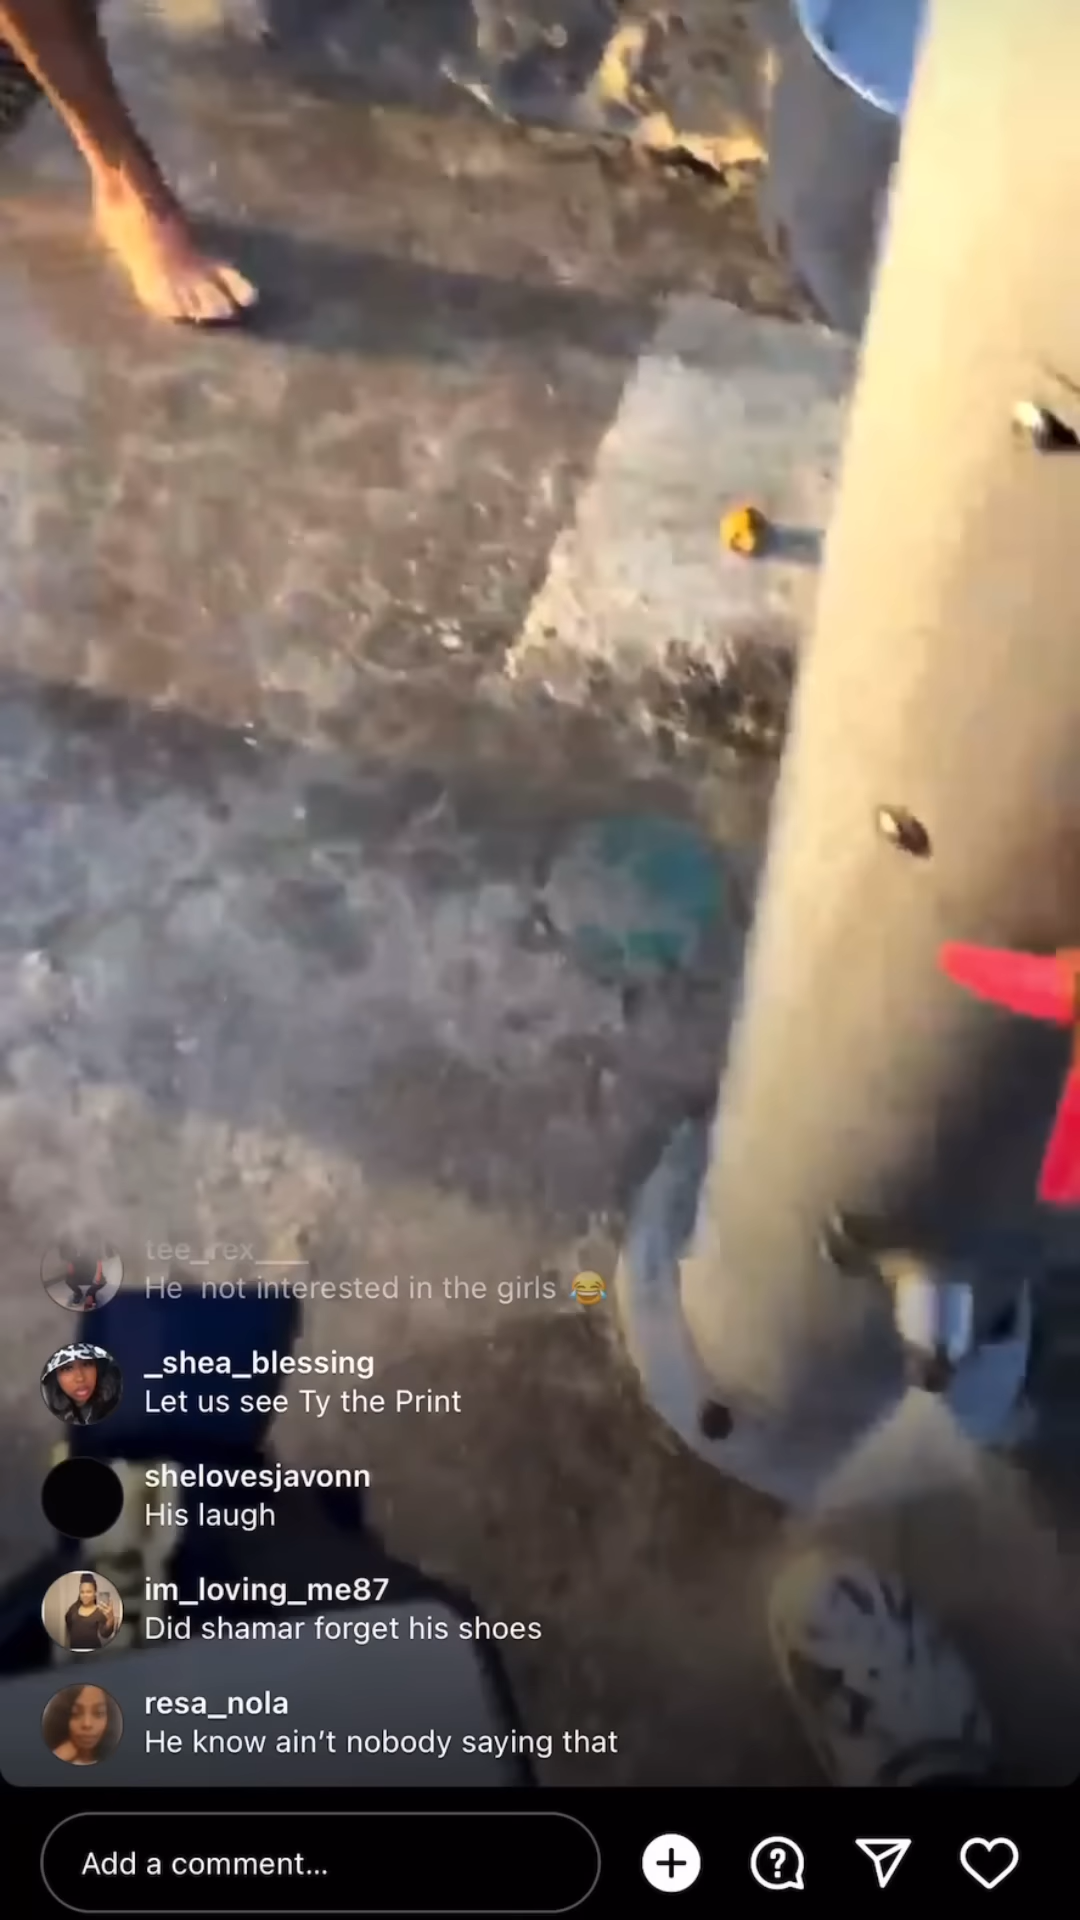 tee_rex___
He not interested in the girls 😂
_shea_blessing
Let us see Ty the Print
shelovesjavonn
His laugh
im_loving_me87
Did shamar forget his shoes
resa_nola
He know ain’t nobody saying that
Add a comment...